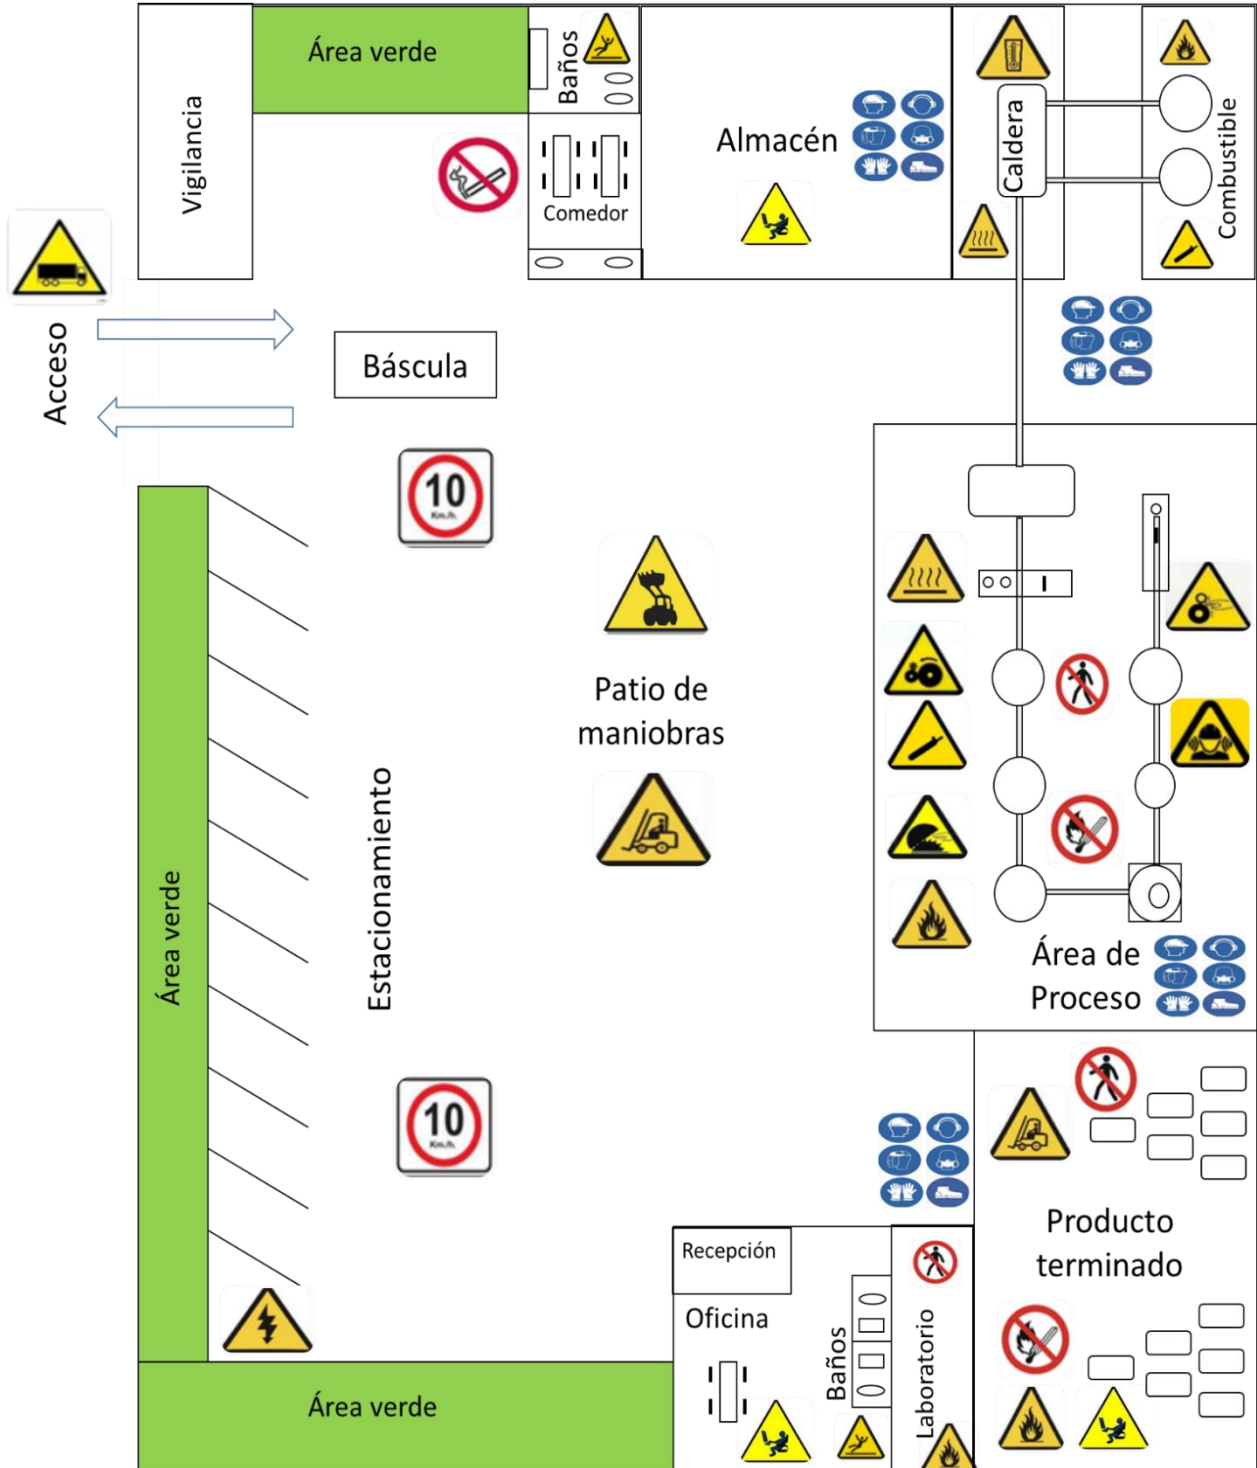 Área verde
Baños
Vigilancia
Almacén
Caldera
Combustible
Comedor
Acceso
Báscula
10
Km./h.
Patio de
maniobras
Estacionamiento
Área verde
Área de
Proceso
10
Km./h.
Producto
terminado
Recepción
Oficina
Baños
Laboratorio
Área verde